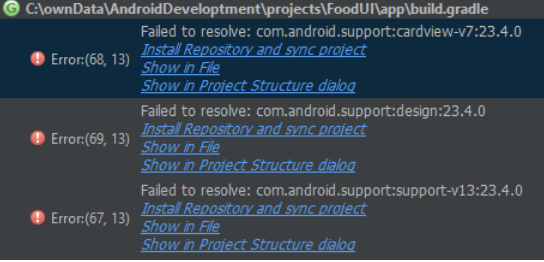 C:\ownData\AndroidDeveloptment\projects\FoodUI\app\build.gradle
Failed to resolve: com.android.support:cardview-v7:23.4.0
Install Repository and sync project
Error:(68, 13)
Show in File
Show in Project Structure dialog
Failed to resolve: com.android.support:design:23.4.0
Install Repository and sync project
Error:(69, 13)
Show in File
Show in Project Structure dialog
Failed to resolve: com.android.support:support-v13:23.4.0
Install Repository and sync project
Error:(67, 13)
Show in File
Show in Project Structure dialog